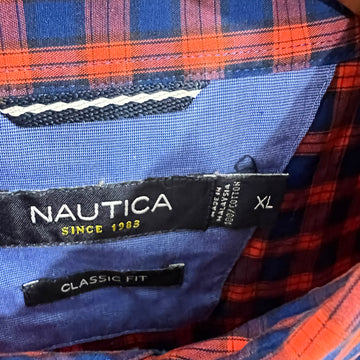 NAUTICA
SINCE 1983
XL
MADE IN
MALAYSIA
100% COTTON
CLASSIC FIT